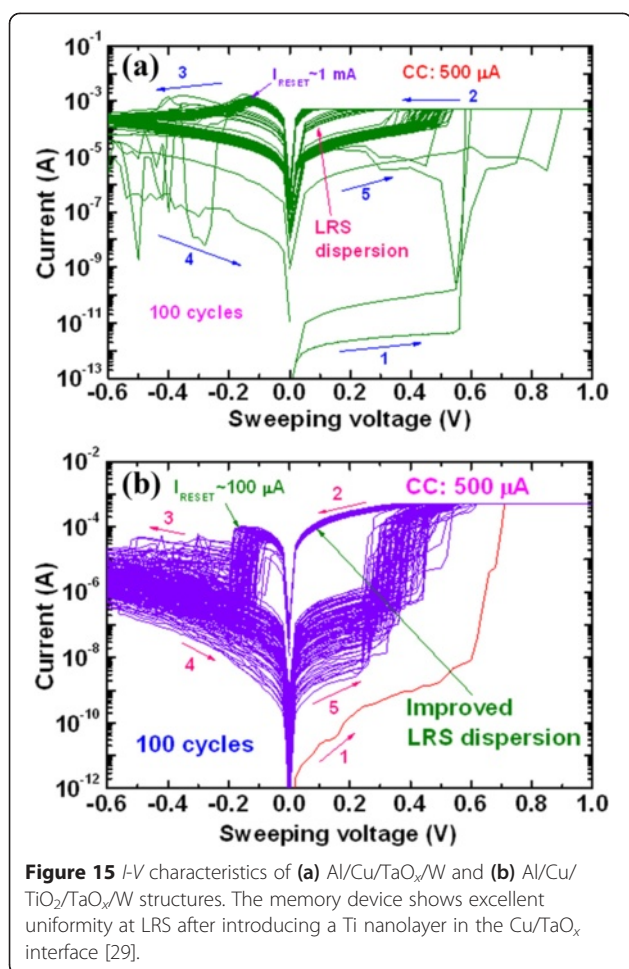 (a)
3
I_RESET~1 mA
CC: 500 µA
2
5
LRS
dispersion
4
100 cycles
1
Current (A)
10^-1
10^-3
10^-5
10^-7
10^-9
10^-11
10^-13
-0.6 -0.4 -0.2 0.0 0.2 0.4 0.6 0.8 1.0
Sweeping voltage (V)
(b)
I_RESET~100 µA
CC: 500 µA
2
3
4
5
Improved
LRS dispersion
1
100 cycles
Current (A)
10^-2
10^-4
10^-6
10^-8
10^-10
10^-12
-0.6 -0.4 -0.2 0.0 0.2 0.4 0.6 0.8 1.0
Sweeping voltage (V)
Figure 15 I-V characteristics of (a) Al/Cu/TaOx/W and (b) Al/Cu/
TiO2/TaOx/W structures. The memory device shows excellent
uniformity at LRS after introducing a Ti nanolayer in the Cu/TaOx
interface [29].